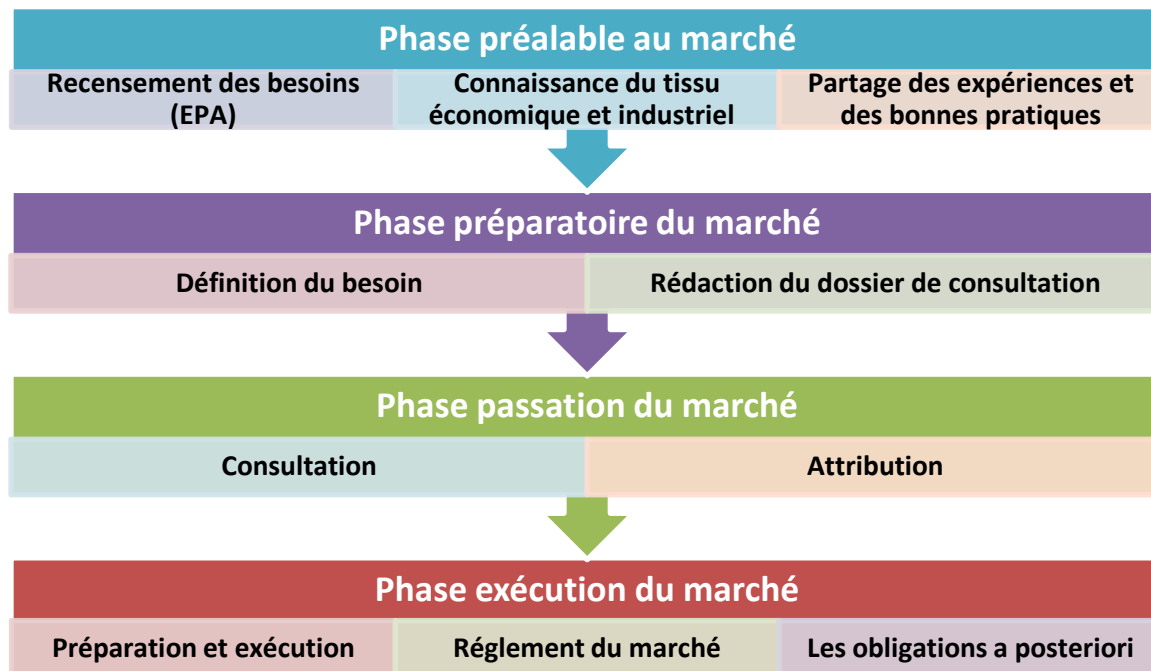 Phase préalable au marché
Recensement des besoins
(EPA)
Connaissance du tissu
économique et industriel
Partage des expériences et
des bonnes pratiques
Phase préparatoire du marché
Définition du besoin
Rédaction du dossier de consultation
Phase passation du marché
Consultation
Attribution
Phase exécution du marché
Préparation et exécution
Réglement du marché
Les obligations a posteriori